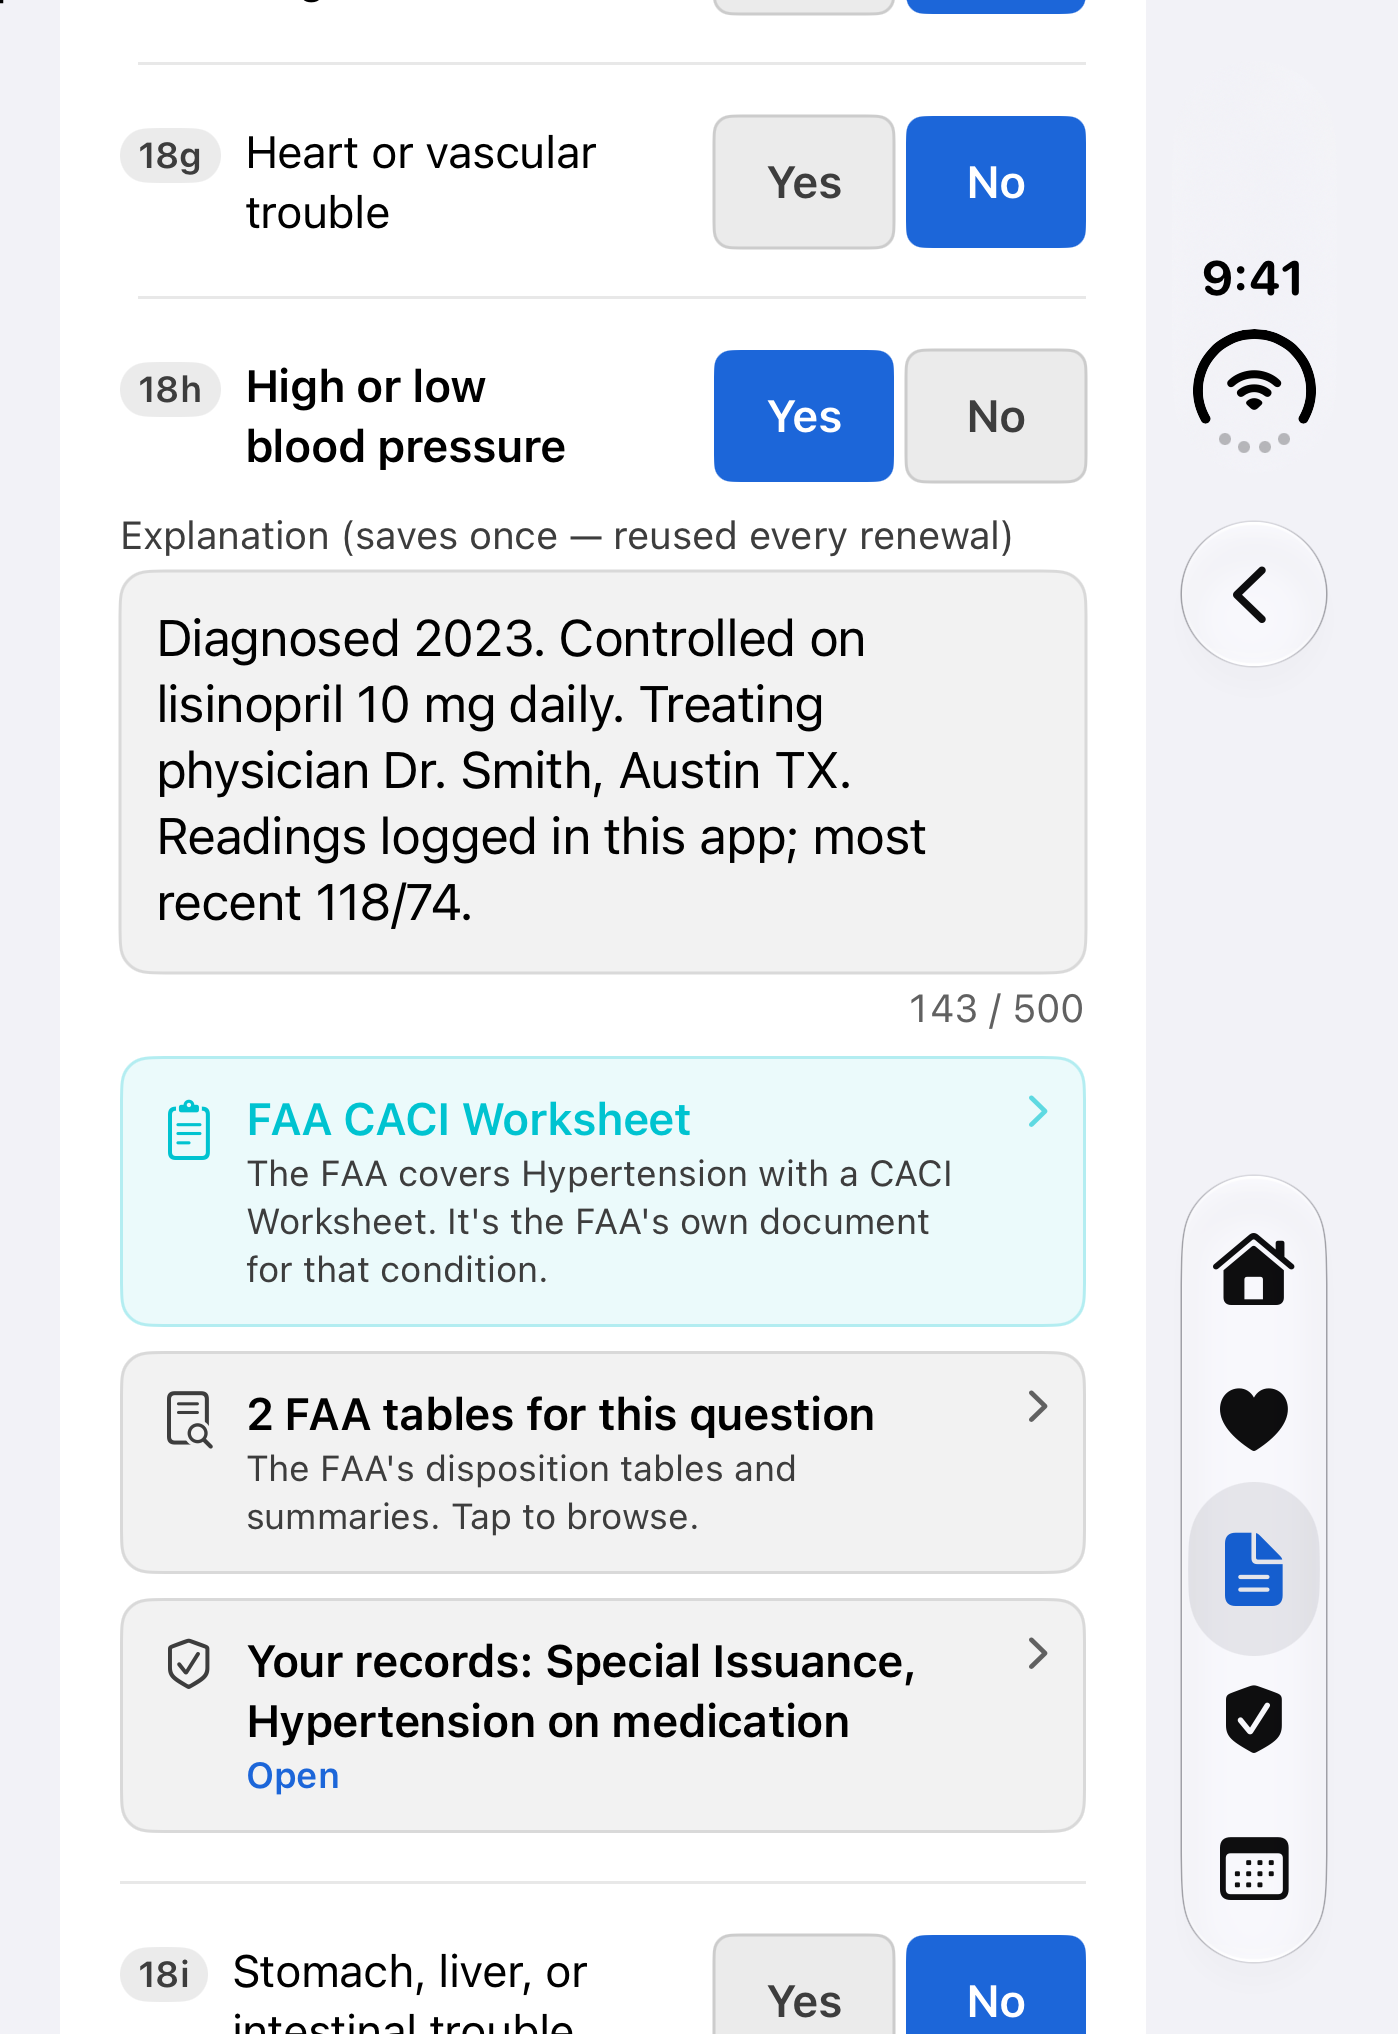 18g Heart or vascular
trouble
Yes No
18h High or low
blood pressure
Yes No
Explanation (saves once — reused every renewal)
Diagnosed 2023. Controlled on
lisinopril 10 mg daily. Treating
physician Dr. Smith, Austin TX.
Readings logged in this app; most
recent 118/74.
143 / 500
FAA CACI Worksheet
The FAA covers Hypertension with a CACI
Worksheet. It's the FAA's own document
for that condition.
2 FAA tables for this question
The FAA's disposition tables and
summaries. Tap to browse.
Your records: Special Issuance,
Hypertension on medication
Open
18i Stomach, liver, or
intestinal trouble
Yes No
9:41